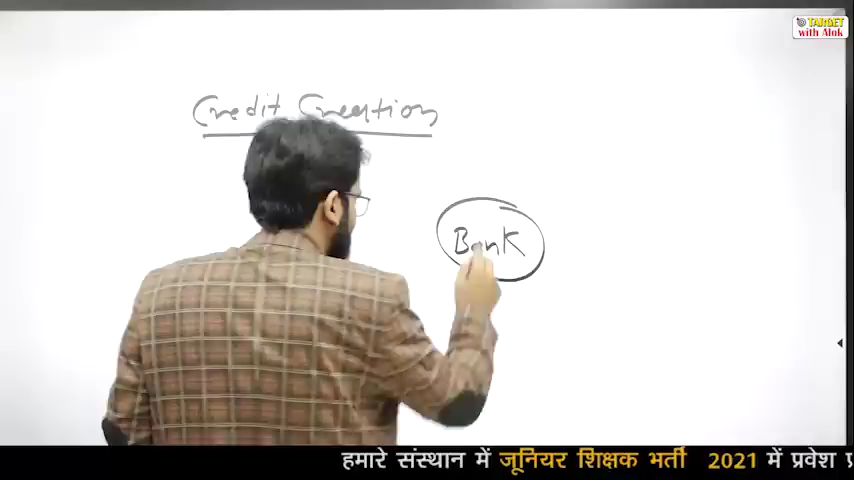 TARGET
with Alok
Credit Creation
Bank
हमारे संस्थान में जूनियर शिक्षक भर्ती 2021 में प्रवेश